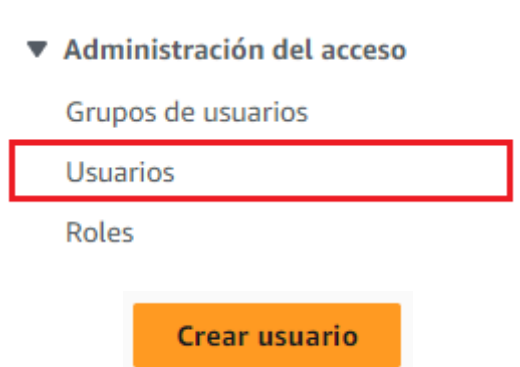 Administración del acceso
Grupos de usuarios
Usuarios
Roles
Crear usuario